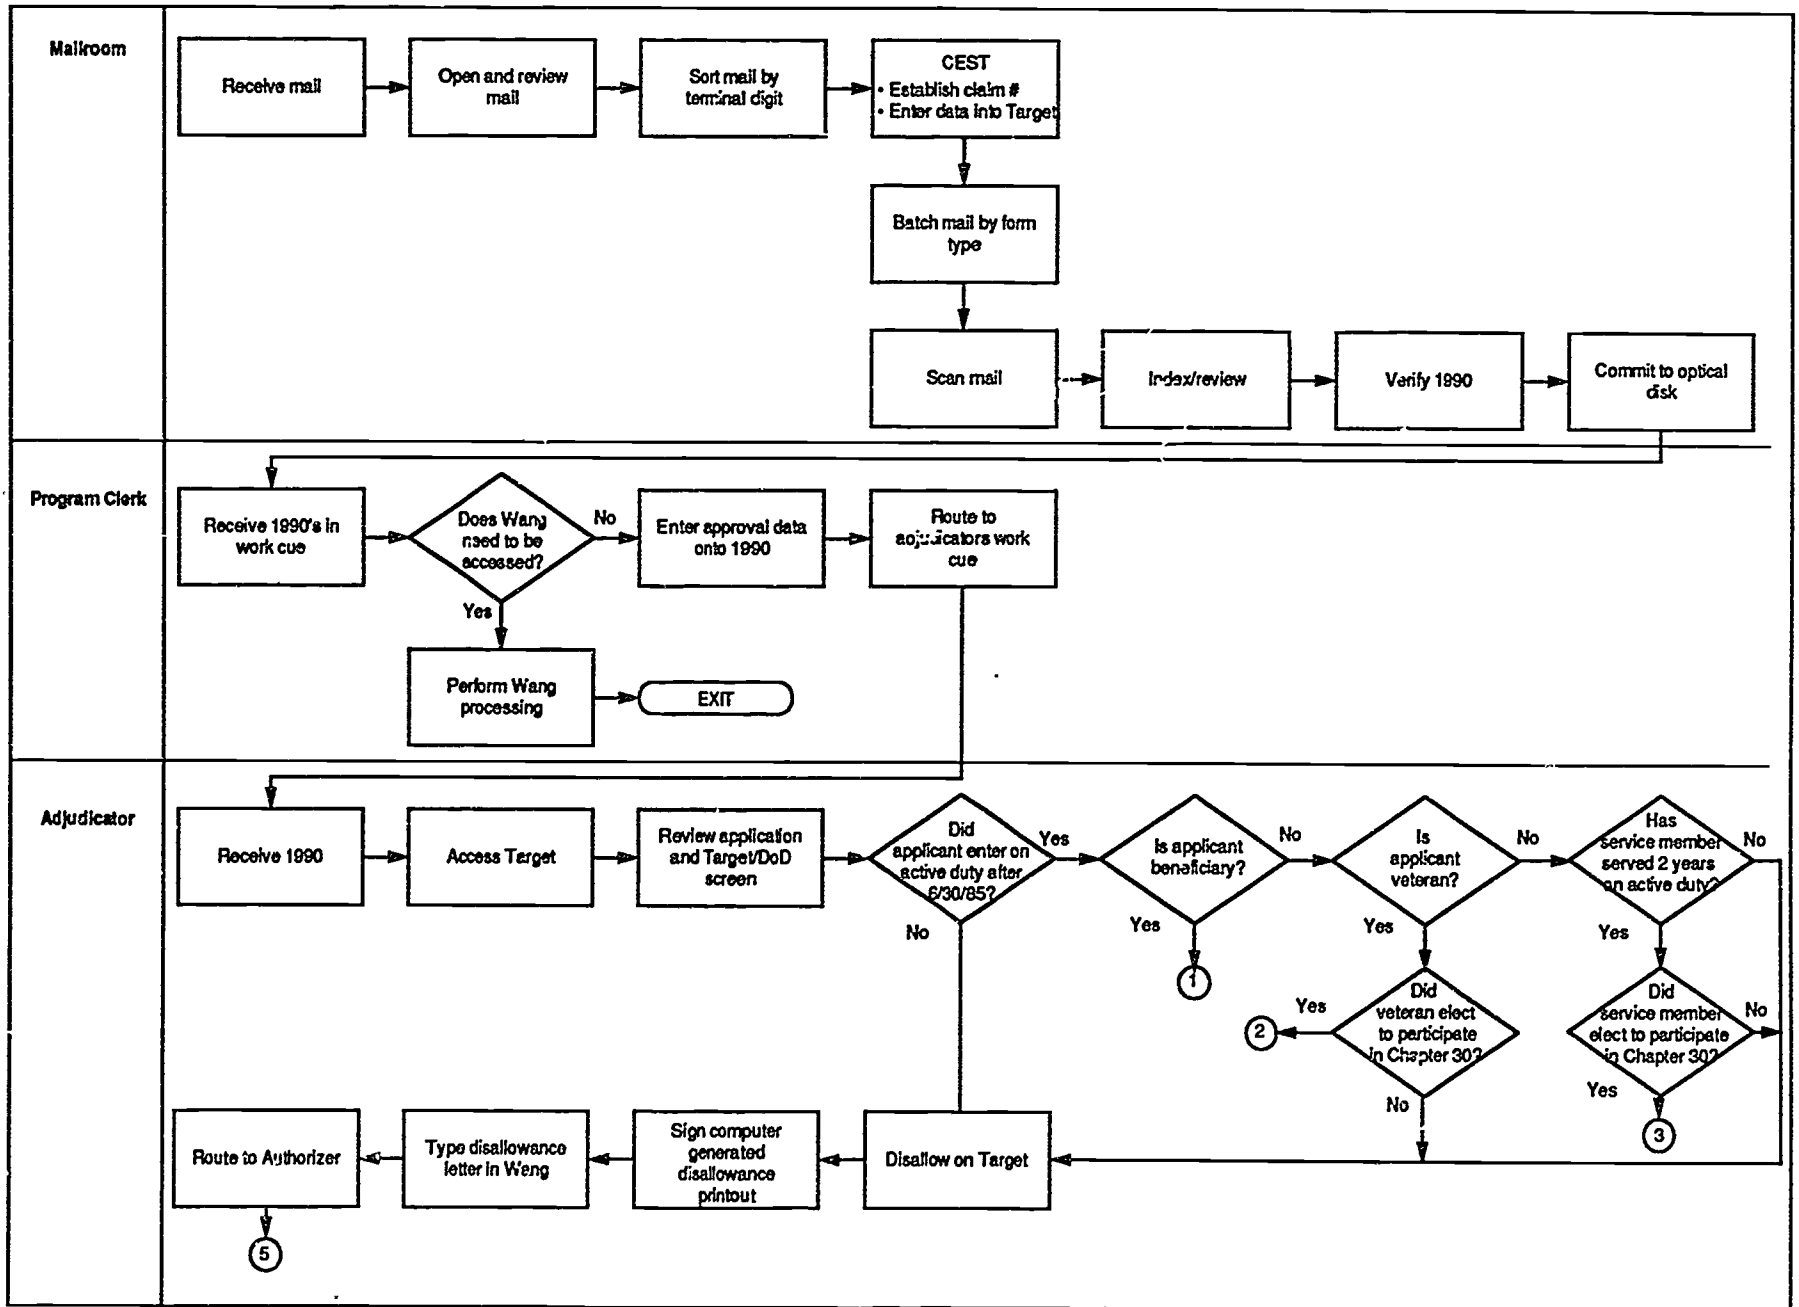 Mailroom
Receive mail
Open and review
mail
Sort mail by
terminal digit
CEST
• Establish claim #
• Enter data into Target
Batch mail by form
type
Scan mail
Index/review
Verify 1990
Commit to optical
disk
Program Clerk
Receive 1990's in
work cue
Does Wang
need to be
accessed?
No
Yes
Enter approval data
onto 1990
Route to
adjudicators work
cue
Perform Wang
processing
EXIT
Adjudicator
Receive 1990
Access Target
Review application
and Target/DoD
screen
Did
applicant enter on
active duty after
6/30/85?
Yes
No
Is applicant
beneficiary?
No
Yes
1
Is
applicant
veteran?
No
Yes
Has
service member
served 2 years
on active duty?
No
Yes
Did
veteran elect
to participate
in Chapter 30?
Yes
2
No
Did
service member
elect to participate
in Chapter 30?
No
Yes
3
Route to Authorizer
Type disallowance
letter in Wang
Sign computer
generated
disallowance
printout
Disallow on Target
5